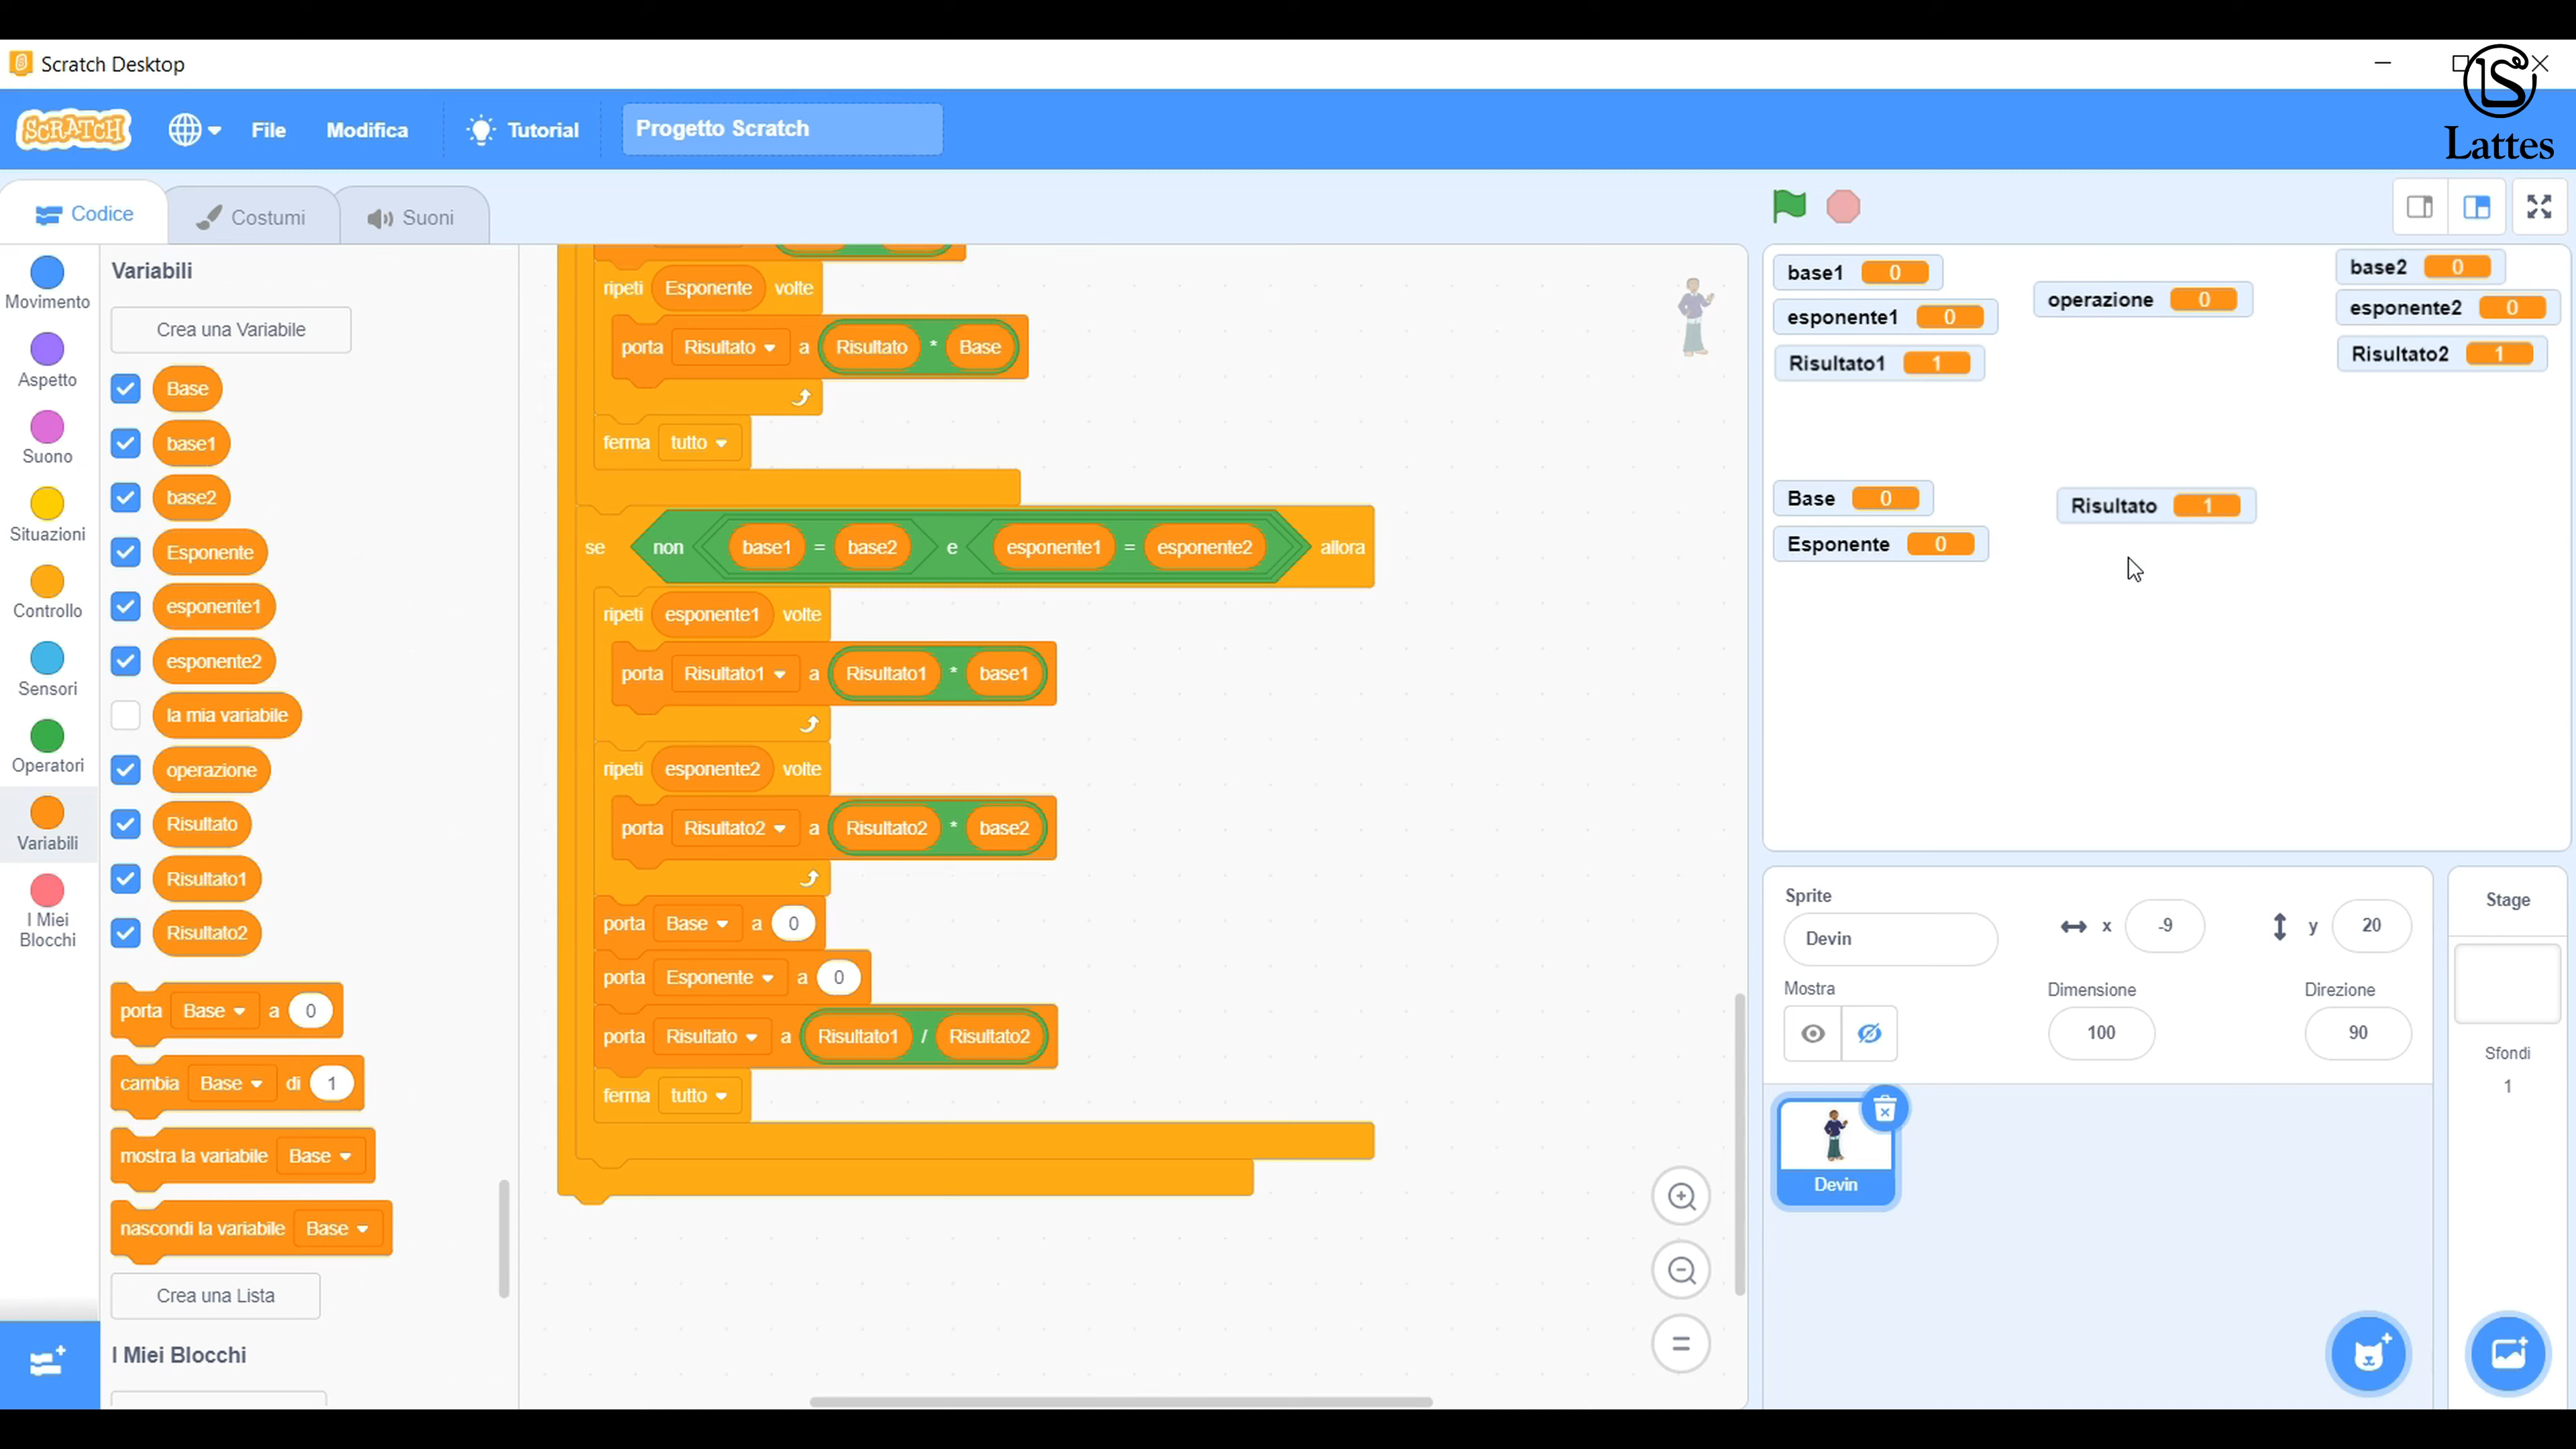 Scratch Desktop
SCRATCH
File
Modifica
Tutorial
Progetto Scratch
LS
Lattes
Codice
Costumi
Suoni
Movimento
Aspetto
Suono
Situazioni
Controllo
Sensori
Operatori
Variabili
I Miei
Blocchi
Variabili
Crea una Variabile
Base
base1
base2
Esponente
esponente1
esponente2
la mia variabile
operazione
Risultato
Risultato1
Risultato2
porta Base a 0
cambia Base di 1
mostra la variabile Base
nascondi la variabile Base
Crea una Lista
I Miei Blocchi
ripeti Esponente volte
porta Risultato a Risultato * Base
ferma tutto
se non base1 = base2 e esponente1 = esponente2 allora
ripeti esponente1 volte
porta Risultato1 a Risultato1 * base1
ripeti esponente2 volte
porta Risultato2 a Risultato2 * base2
porta Base a 0
porta Esponente a 0
porta Risultato a Risultato1 / Risultato2
ferma tutto
base1 0
esponente1 0
Risultato1 1
operazione 0
base2 0
esponente2 0
Risultato2 1
Base 0
Esponente 0
Risultato 1
Sprite
Devin
x -9
y 20
Mostra
Dimensione
100
Direzione
90
Devin
Stage
Sfondi
1